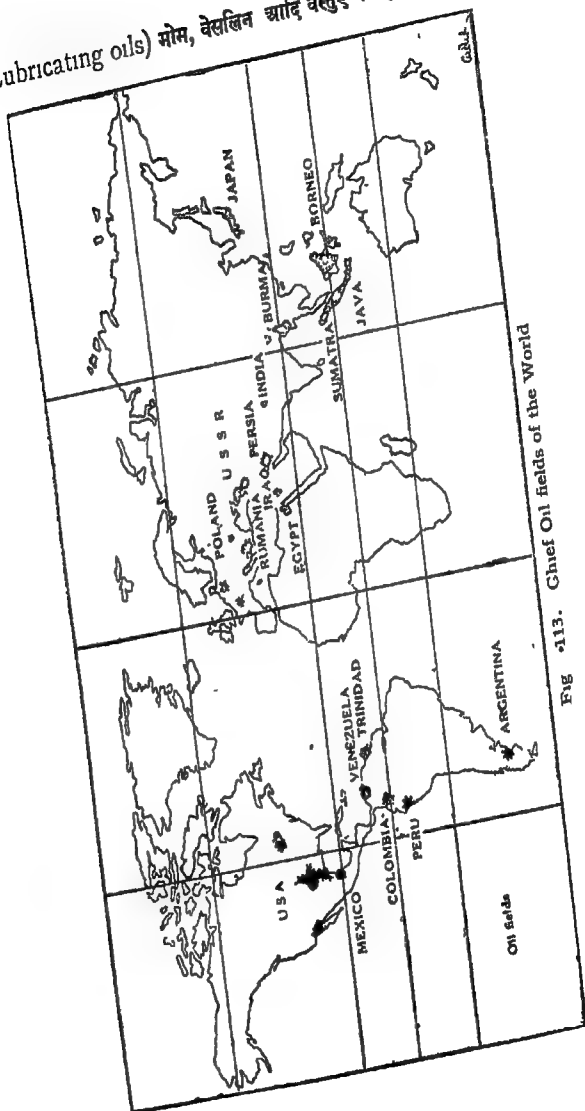 Lubricating oils) मोम, वेसलिन आदि वस्तुएँ
JAPAN
BORNEO
BURMA
INDIA
JAVA
SUMATRA
U S S R
PERSIA
POLAND
IRAQ
RUMANIA
EGYPT
VENEZUELA
TRINIDAD
ARGENTINA
USA
COLOMBIA
PERU
MEXICO
Oil fields
Fig •113. Chief Oil fields of the World